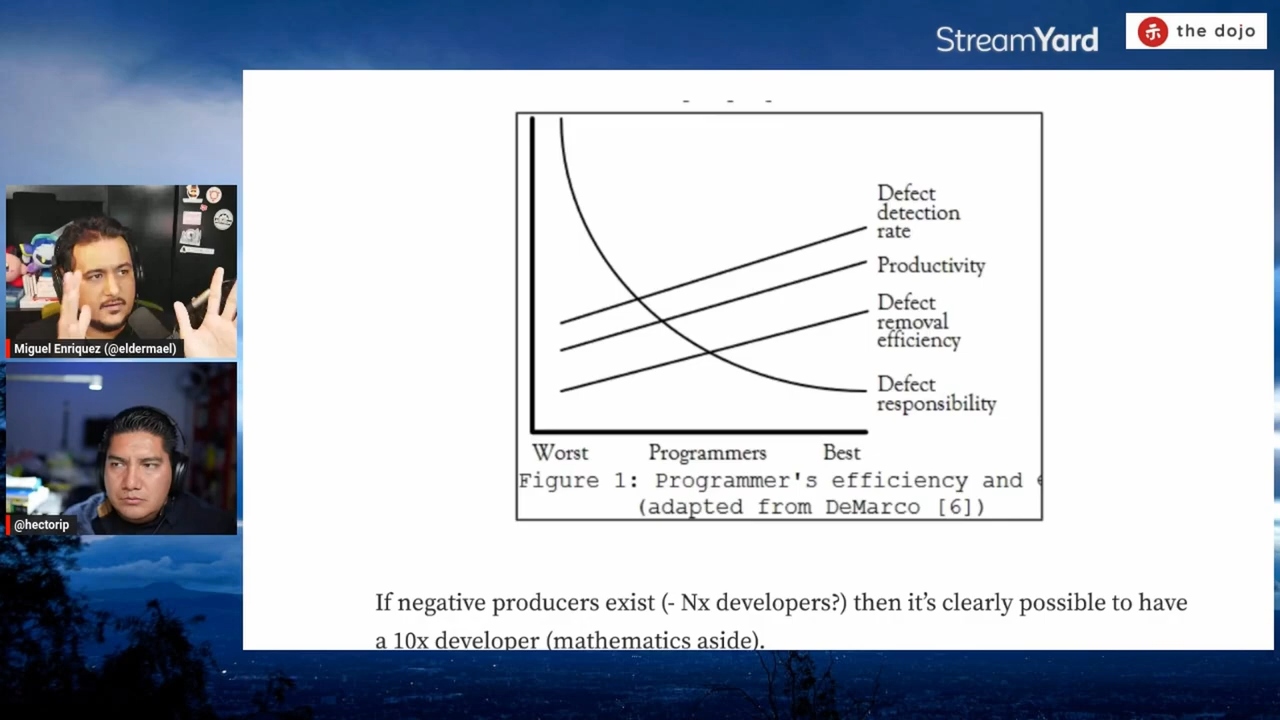 StreamYard
the dojo
Defect
detection
rate
Productivity
Defect
removal
efficiency
Defect
responsibility
Worst Programmers Best
Figure 1: Programmer's efficiency and
(adapted from DeMarco [6])
If negative producers exist (- Nx developers?) then it’s clearly possible to have
a 10x developer (mathematics aside).
Miguel Enriquez (@eldermael)
@hectorip